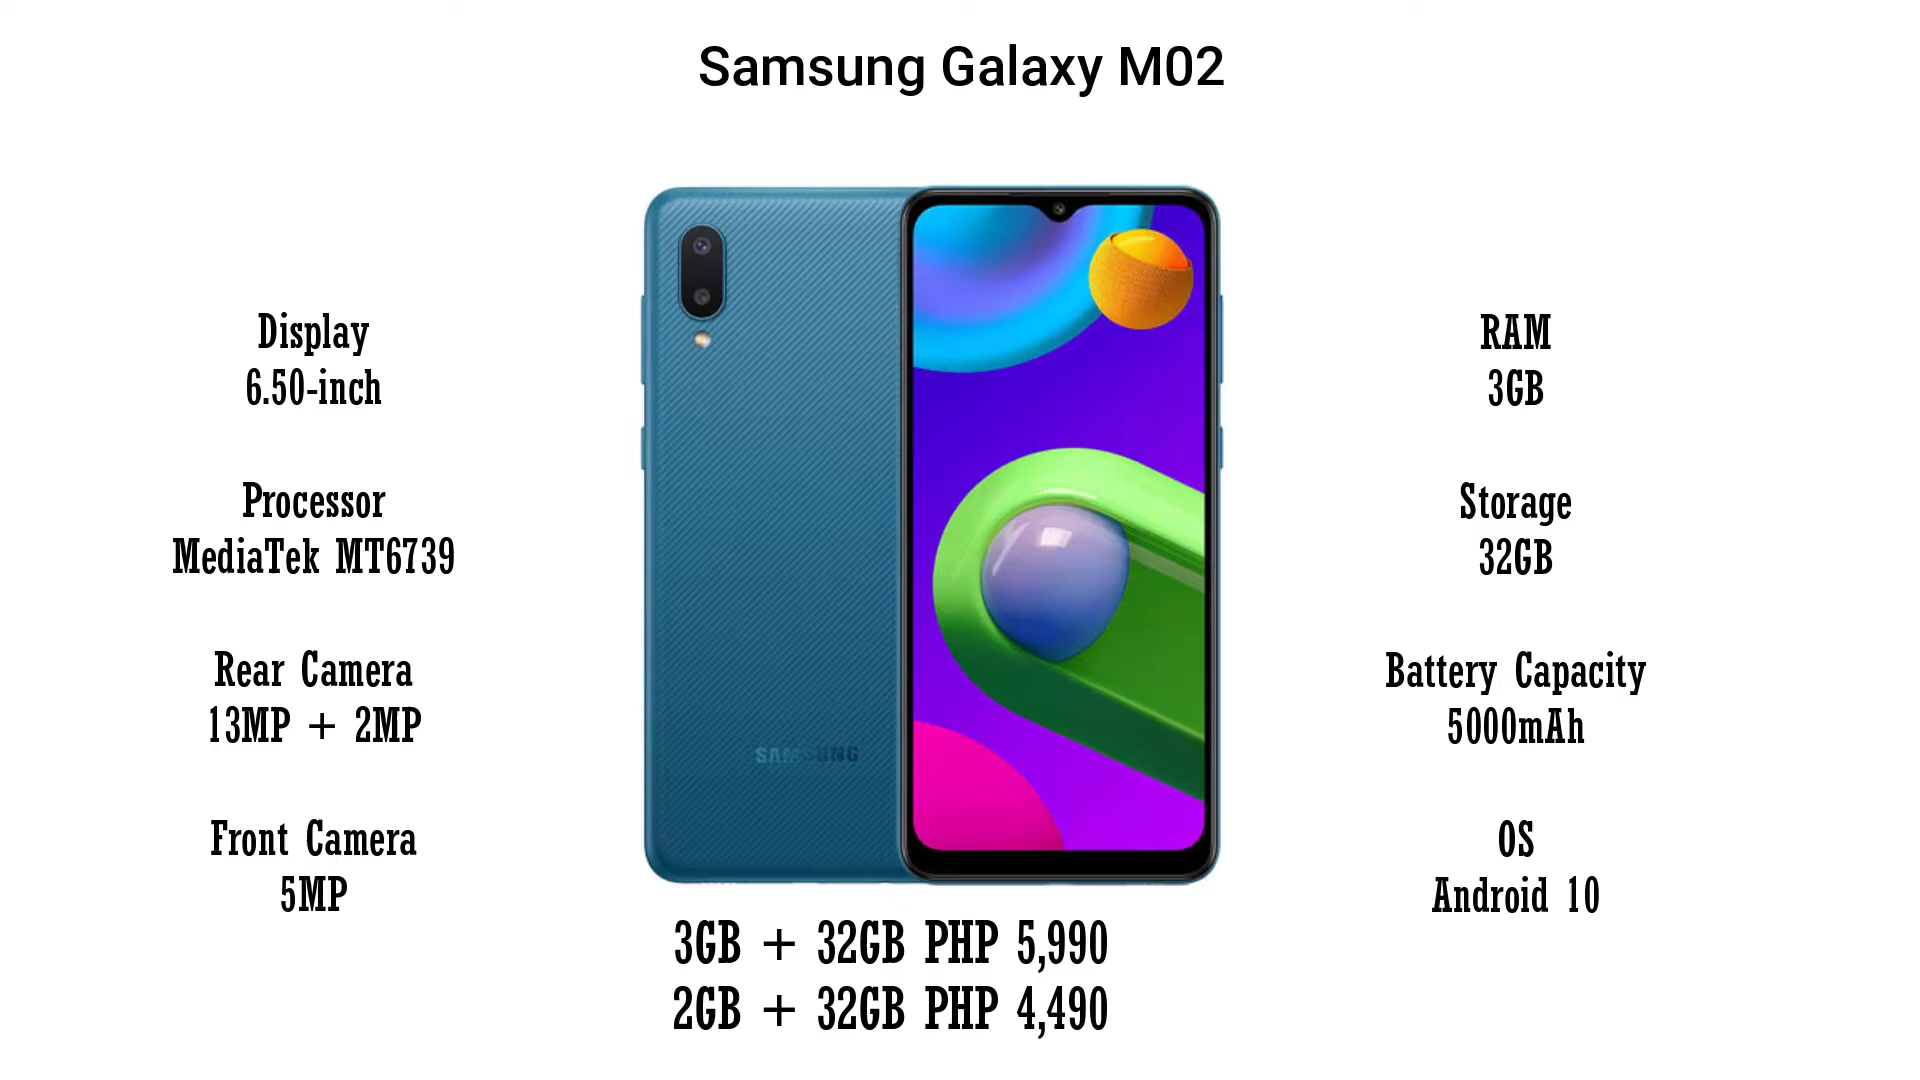 Samsung Galaxy M02
Display
6.50-inch
Processor
MediaTek MT6739
Rear Camera
13MP + 2MP
Front Camera
5MP
SAMSUNG
RAM
3GB
Storage
32GB
Battery Capacity
5000mAh
OS
Android 10
3GB + 32GB PHP 5,990
2GB + 32GB PHP 4,490